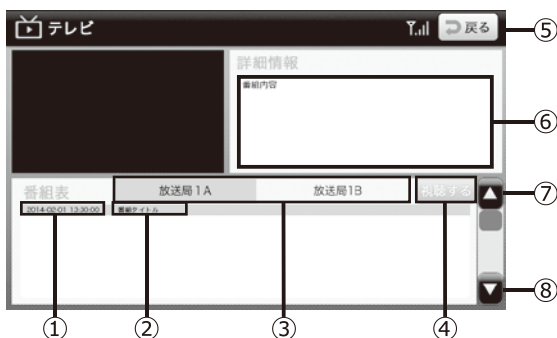 テレビ
戻る
⑤
詳細情報
番組内容
⑥
番組表
放送局1A
放送局1B
視聴する
⑦
2014-02-01 13:30:00
番組タイトル
⑧
①
②
③
④